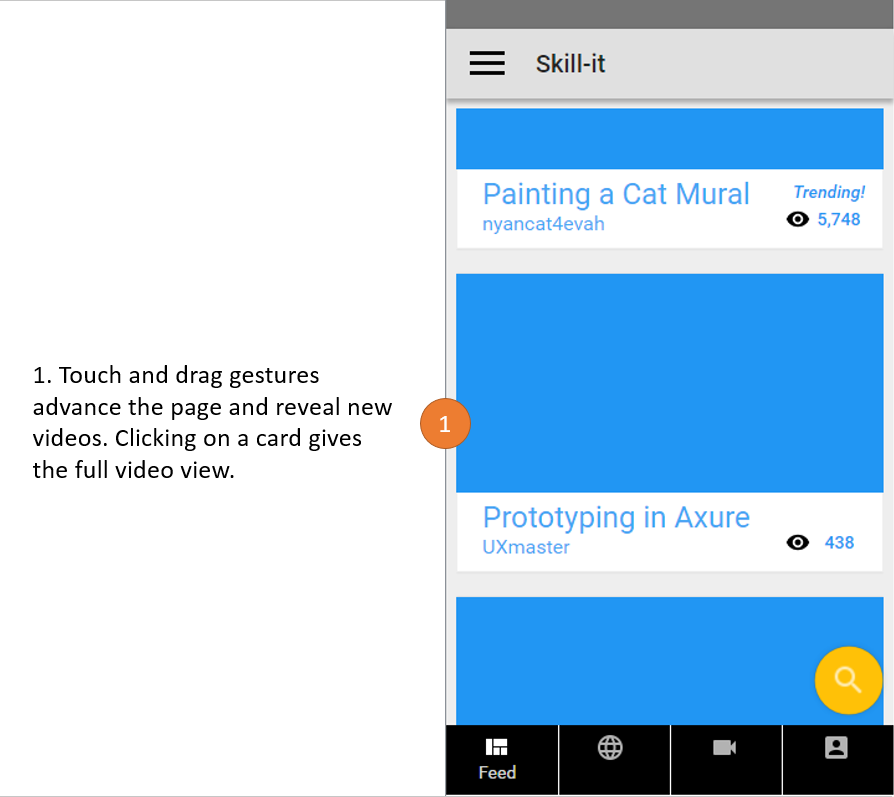 Skill-it
Painting a Cat Mural
Trending!
nyancat4evah
5,748
1. Touch and drag gestures
advance the page and reveal new
videos. Clicking on a card gives
the full video view.
1
Prototyping in Axure
UXmaster
438
Feed